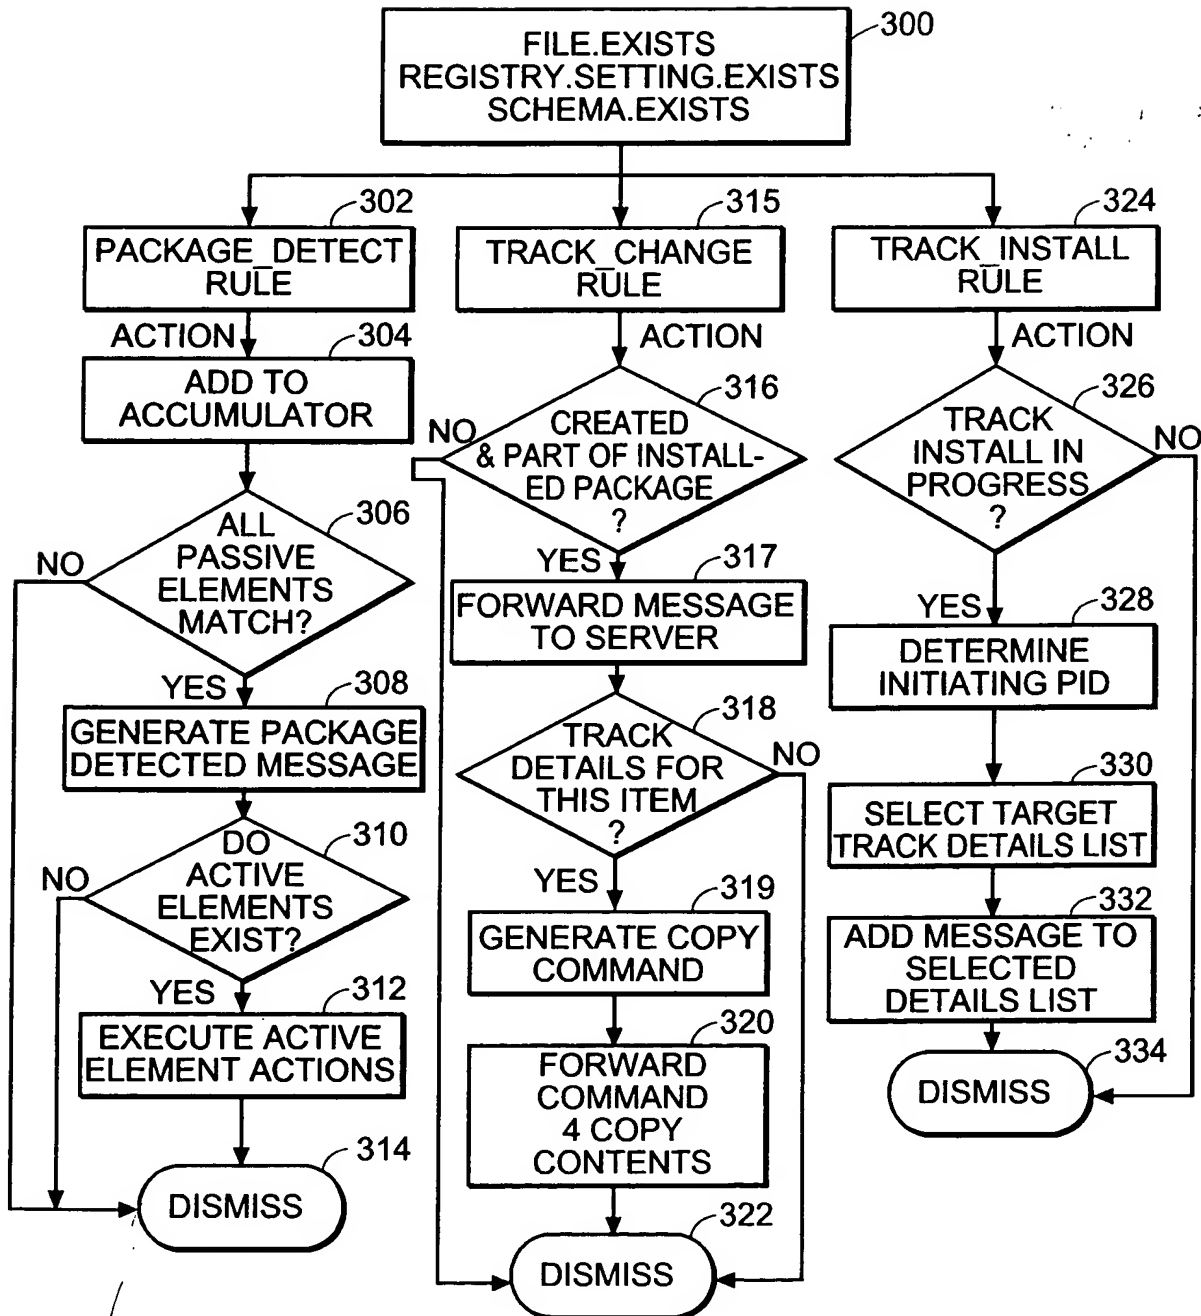 300
FILE.EXISTS
REGISTRY.SETTING.EXISTS
SCHEMA.EXISTS
302
PACKAGE_DETECT
RULE
ACTION
304
ADD TO
ACCUMULATOR
306
ALL
PASSIVE
ELEMENTS
MATCH?
NO
YES
308
GENERATE PACKAGE
DETECTED MESSAGE
310
DO
ACTIVE
ELEMENTS
EXIST?
NO
YES
312
EXECUTE ACTIVE
ELEMENT ACTIONS
314
DISMISS
315
TRACK_CHANGE
RULE
ACTION
316
NO
CREATED
& PART OF INSTALL-
ED PACKAGE
?
YES
317
FORWARD MESSAGE
TO SERVER
318
TRACK
DETAILS FOR
THIS ITEM
?
NO
YES
319
GENERATE COPY
COMMAND
320
FORWARD
COMMAND
4 COPY
CONTENTS
322
DISMISS
324
TRACK_INSTALL
RULE
ACTION
326
TRACK
INSTALL IN
PROGRESS
?
NO
YES
328
DETERMINE
INITIATING PID
330
SELECT TARGET
TRACK DETAILS LIST
332
ADD MESSAGE TO
SELECTED
DETAILS LIST
334
DISMISS